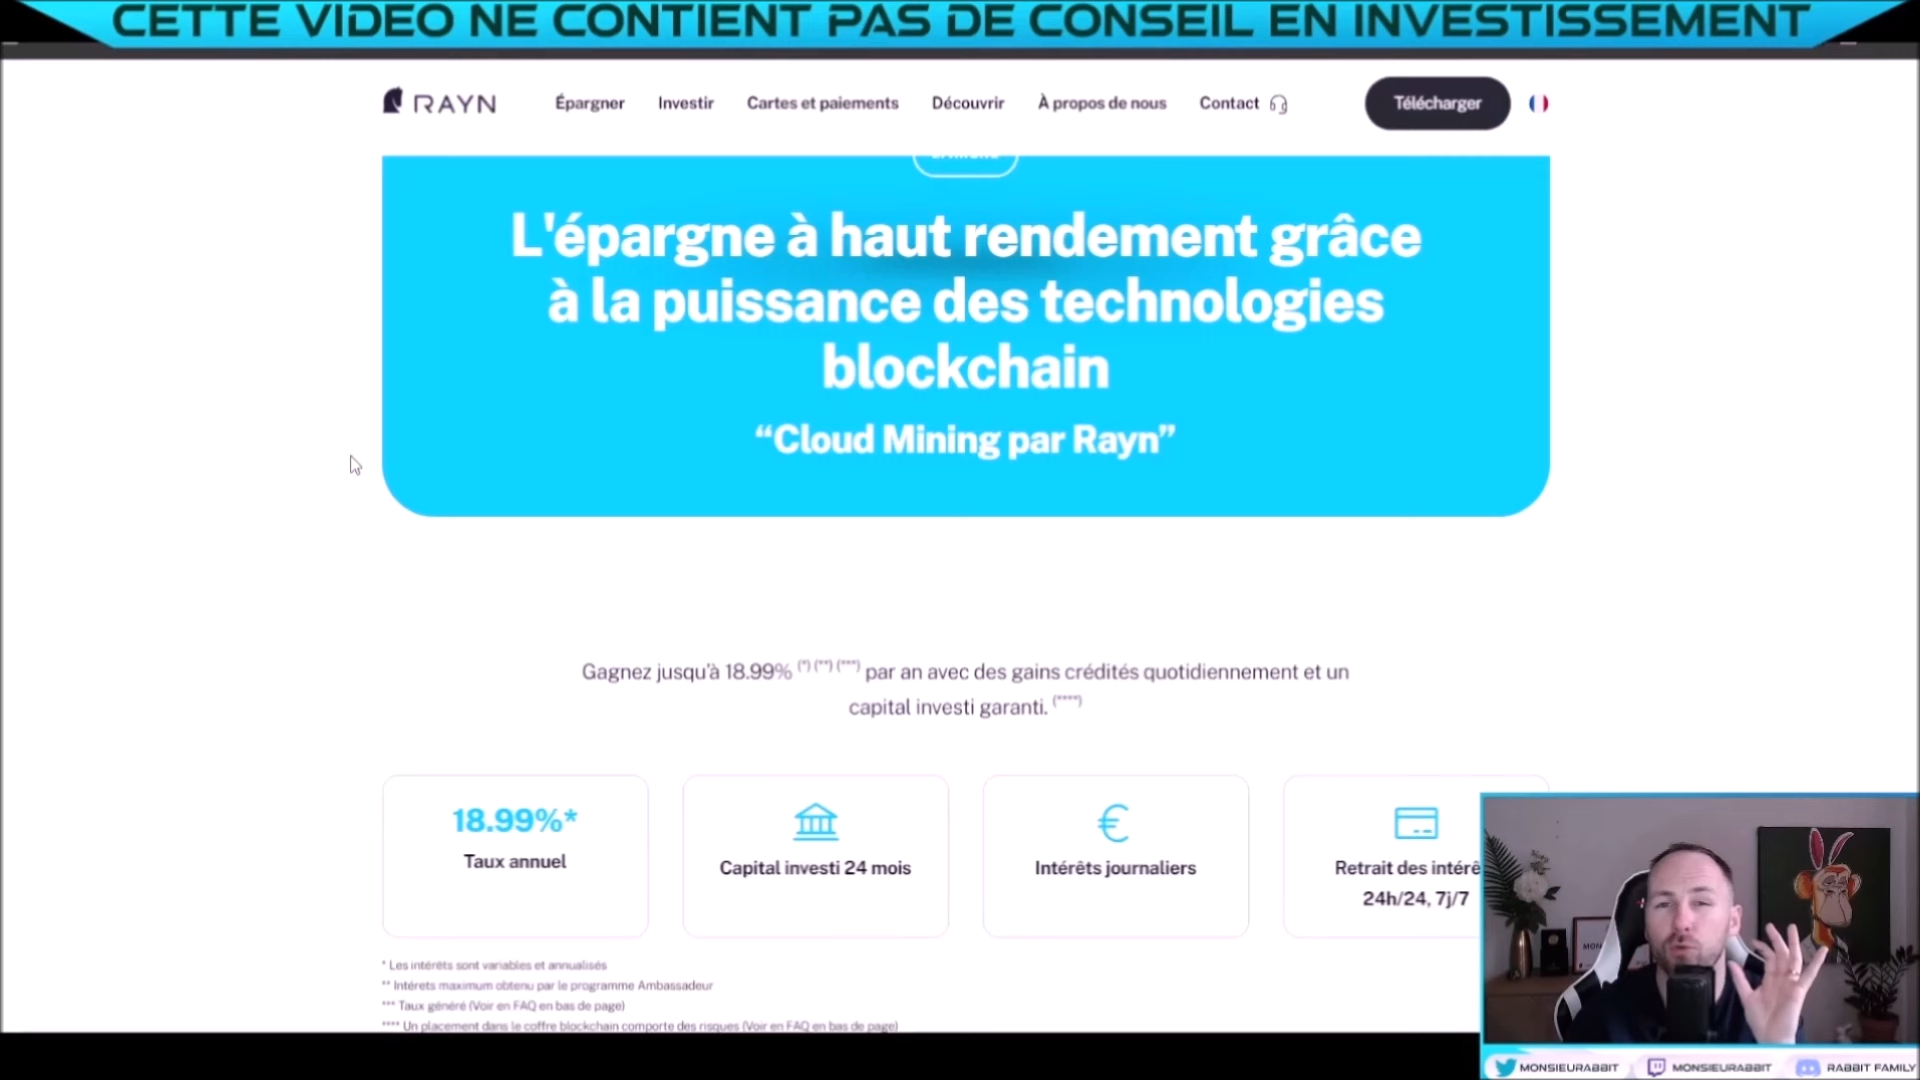 CETTE VIDEO NE CONTIENT PAS DE CONSEIL EN INVESTISSEMENT
RAYN Épargner Investir Cartes et paiements Découvrir À propos de nous Contact Télécharger
L'épargne à haut rendement grâce
à la puissance des technologies
blockchain
“Cloud Mining par Rayn”
Gagnez jusqu'à 18.99% (*) (**) (***) par an avec des gains crédités quotidiennement et un
capital investi garanti. (****)
18.99%*
Taux annuel
Capital investi 24 mois
Intérêts journaliers
Retrait des intérê
24h/24, 7j/7
* Les intérêts sont variables et annualisés
** Intérets maximum obtenu par le programme Ambassadeur
*** Taux généré (Voir en FAQ en bas de page)
**** Un placement dans le coffre blockchain comporte des risques (Voir en FAQ en bas de page)
MONSIEURABBIT MONSIEURABBIT RABBIT FAMILY